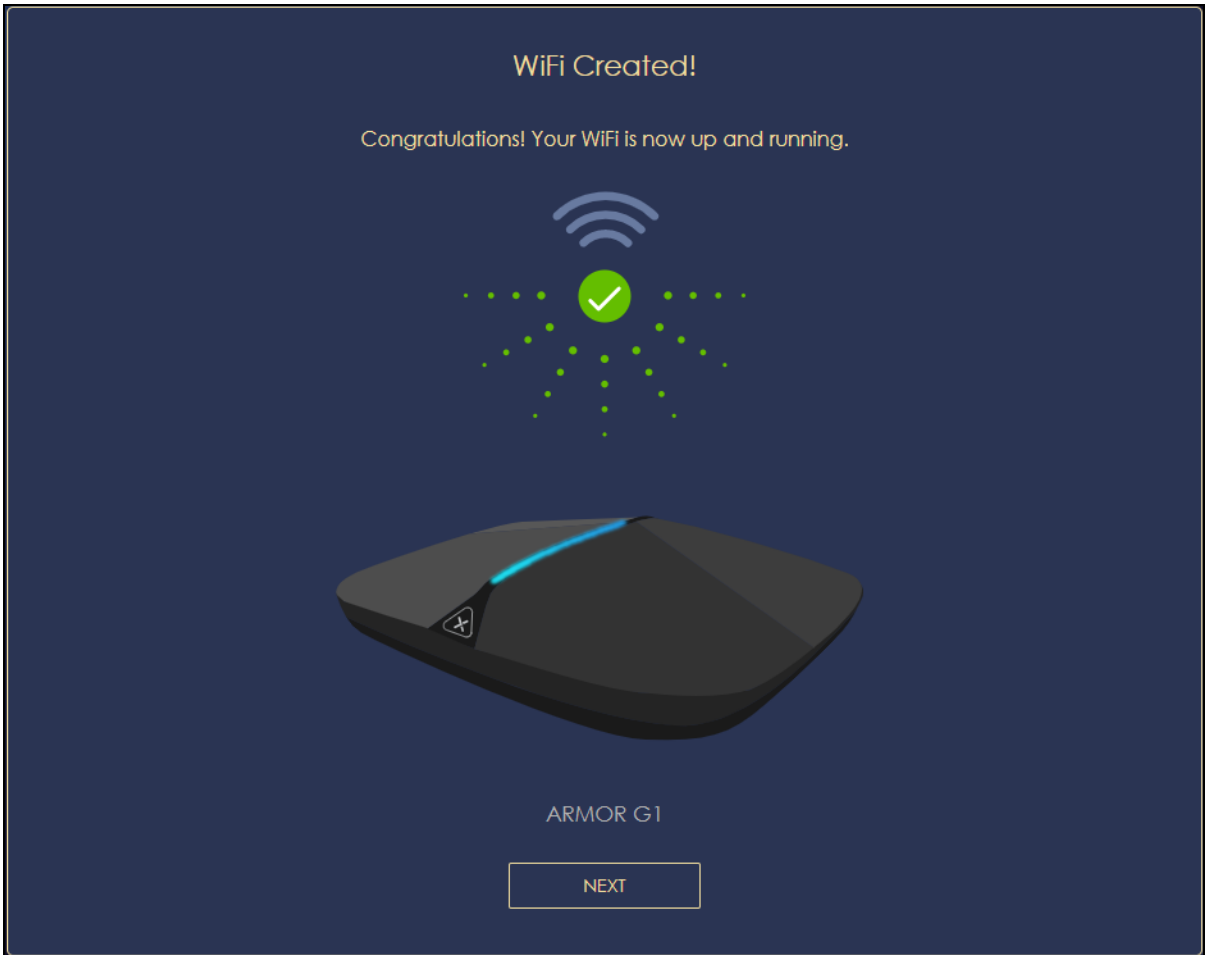 WiFi Created!
Congratulations! Your WiFi is now up and running.
ARMOR G1
NEXT